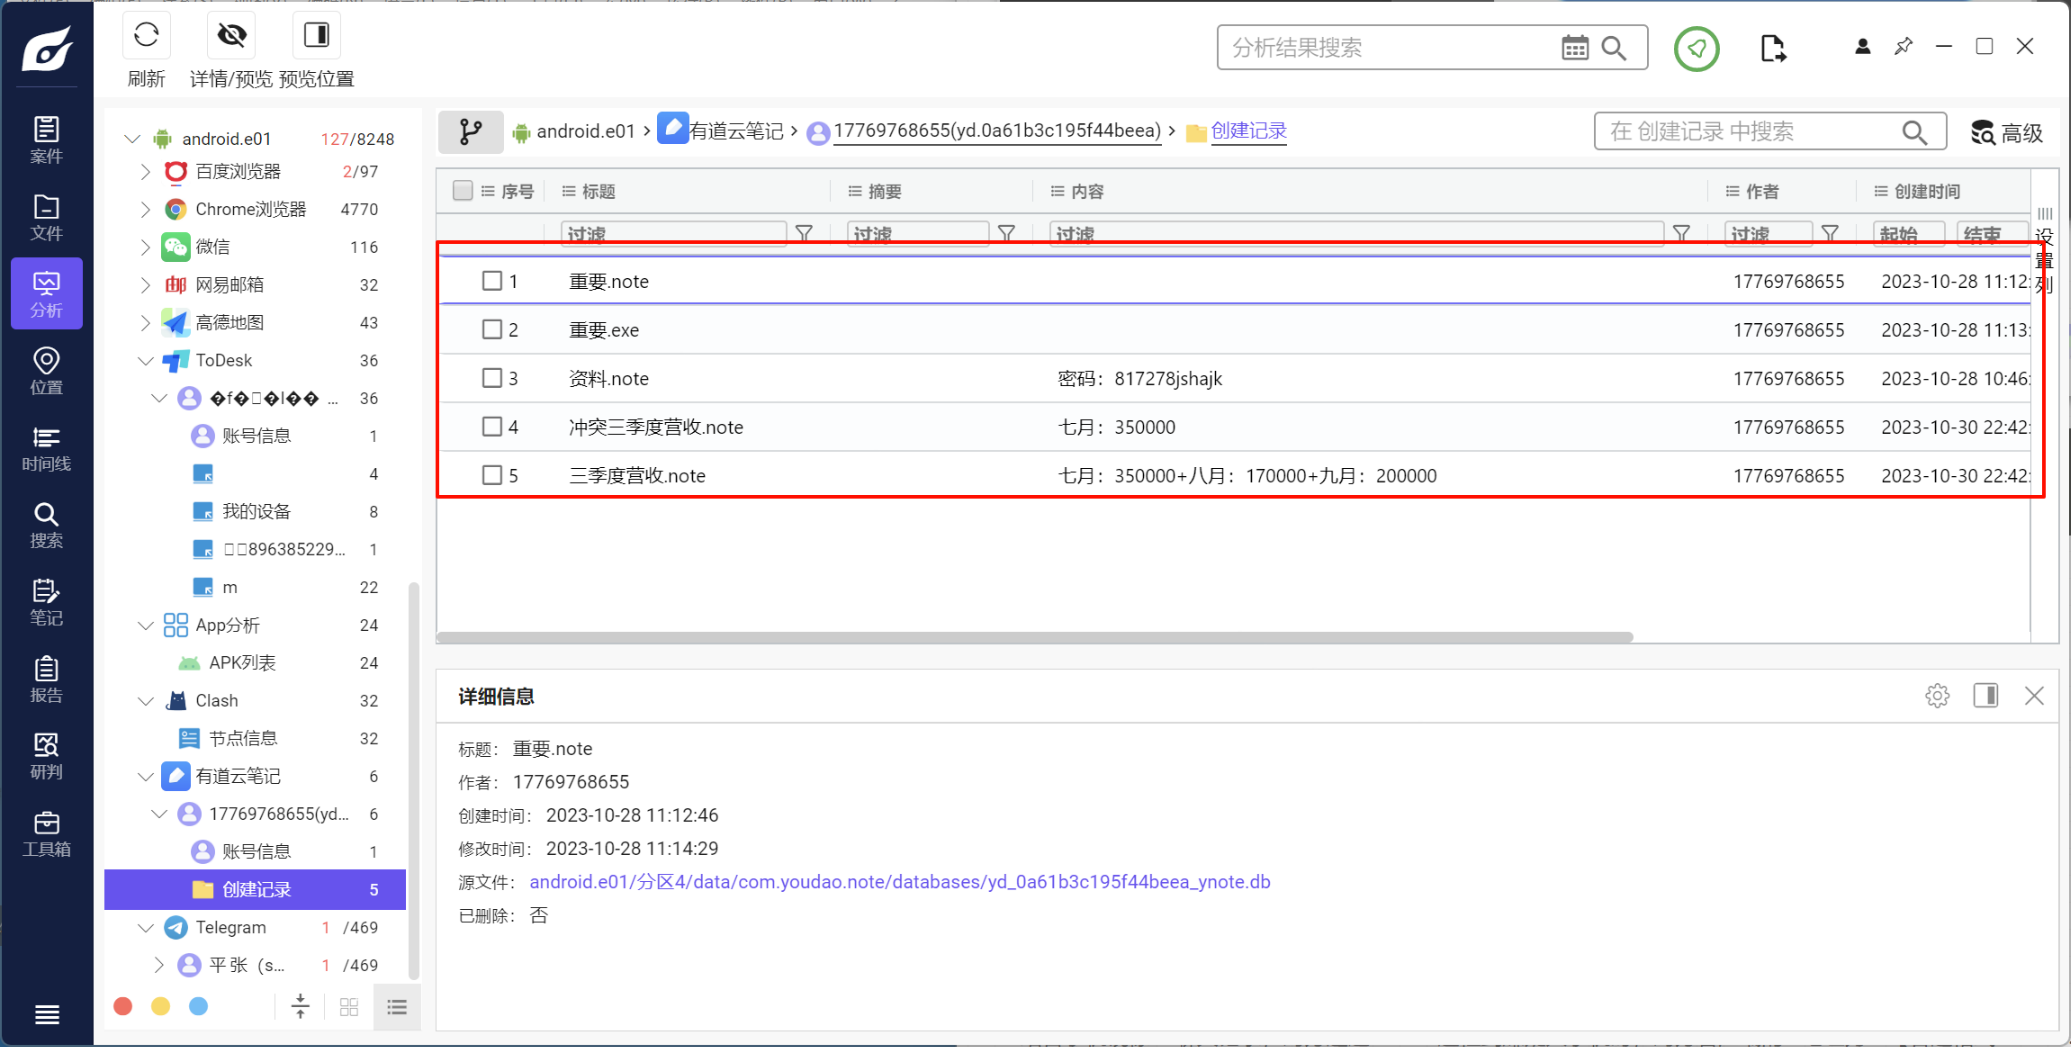 刷新 详情/预览 预览位置
分析结果搜索
案件
文件
分析
位置
时间线
搜索
笔记
报告
研判
工具箱
android.e01 127/8248
百度浏览器 2/97
Chrome浏览器 4770
微信 116
网易邮箱 32
高德地图 43
ToDesk 36
36
账号信息 1
4
我的设备 8
896385229... 1
m 22
App分析 24
APK列表 24
Clash 32
节点信息 32
有道云笔记 6
17769768655(yd... 6
账号信息 1
创建记录 5
Telegram 1 /469
平 张 (s... 1 /469
android.e01 › 有道云笔记 › 17769768655(yd.0a61b3c195f44beea) › 创建记录
在 创建记录 中搜索 高级
序号 标题 摘要 内容 作者 创建时间
过滤 过滤 过滤 过滤 起始 结束
设置列
1 重要.note 17769768655 2023-10-28 11:12:
2 重要.exe 17769768655 2023-10-28 11:13:
3 资料.note 密码：817278jshajk 17769768655 2023-10-28 10:46:
4 冲突三季度营收.note 七月：350000 17769768655 2023-10-30 22:42:
5 三季度营收.note 七月：350000+八月：170000+九月：200000 17769768655 2023-10-30 22:42:
详细信息
标题： 重要.note
作者： 17769768655
创建时间： 2023-10-28 11:12:46
修改时间： 2023-10-28 11:14:29
源文件： android.e01/分区4/data/com.youdao.note/databases/yd_0a61b3c195f44beea_ynote.db
已删除： 否